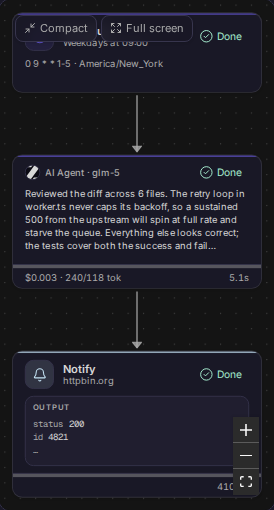 Compact
Full screen
Done
Weekdays at 09:00
0 9 * * 1-5 · America/New_York
AI Agent · glm-5
Done
Reviewed the diff across 6 files. The retry loop in
worker.ts never caps its backoff, so a sustained
500 from the upstream will spin at full rate and
starve the queue. Everything else looks correct;
the tests cover both the success and fail...
$0.003 · 240/118 tok
5.1s
Notify
httpbin.org
Done
OUTPUT
status 200
id 4821
–
410